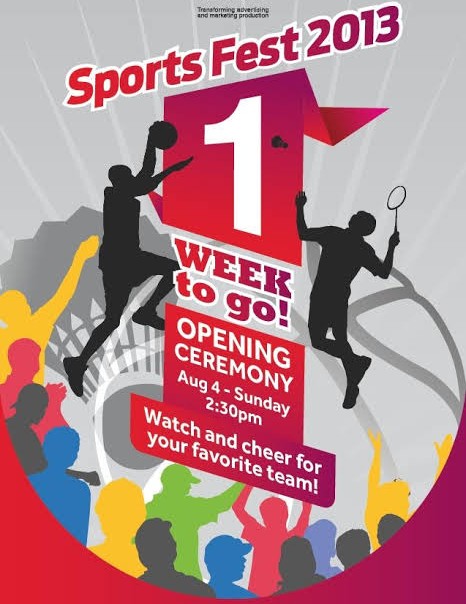 Transforming advertising
and marketing production
Sports Fest 2013
1
WEEK
to go!
OPENING
CEREMONY
Aug 4 - Sunday
2:30pm
Watch and cheer for
your favorite team!